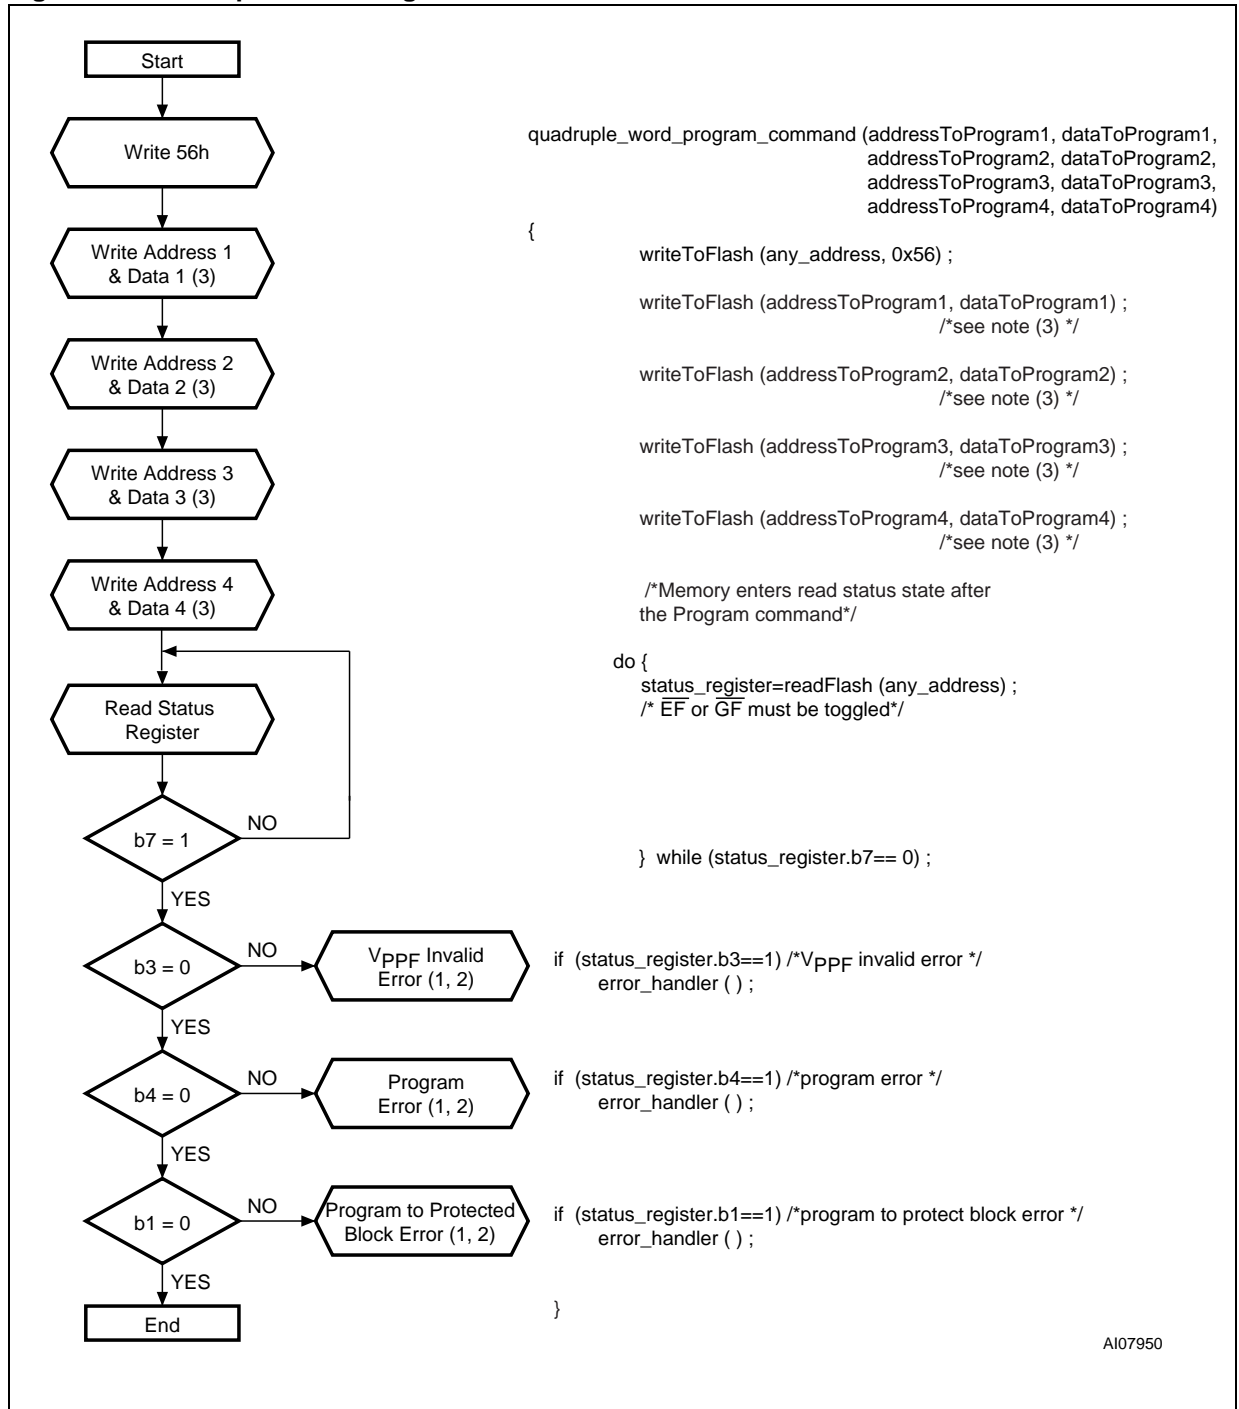 Start
Write 56h
Write Address 1
& Data 1 (3)
Write Address 2
& Data 2 (3)
Write Address 3
& Data 3 (3)
Write Address 4
& Data 4 (3)
Read Status
Register
b7 = 1
NO
YES
b3 = 0
NO
VPPF Invalid
Error (1, 2)
YES
b4 = 0
NO
Program
Error (1, 2)
YES
b1 = 0
NO
Program to Protected
Block Error (1, 2)
YES
End
quadruple_word_program_command (addressToProgram1, dataToProgram1,
addressToProgram2, dataToProgram2,
addressToProgram3, dataToProgram3,
addressToProgram4, dataToProgram4)
{
writeToFlash (any_address, 0x56) ;
writeToFlash (addressToProgram1, dataToProgram1) ;
/*see note (3) */
writeToFlash (addressToProgram2, dataToProgram2) ;
/*see note (3) */
writeToFlash (addressToProgram3, dataToProgram3) ;
/*see note (3) */
writeToFlash (addressToProgram4, dataToProgram4) ;
/*see note (3) */
/*Memory enters read status state after
the Program command*/
do {
status_register=readFlash (any_address) ;
/* E̅F̅ or G̅F̅ must be toggled*/
} while (status_register.b7== 0) ;
if (status_register.b3==1) /*VPPF invalid error */
error_handler ( ) ;
if (status_register.b4==1) /*program error */
error_handler ( ) ;
if (status_register.b1==1) /*program to protect block error */
error_handler ( ) ;
}
AI07950